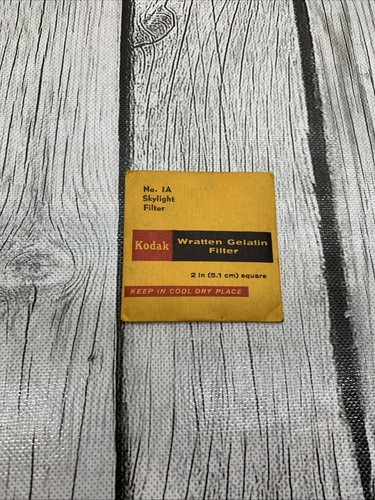 No. 1A
Skylight
Filter
Kodak
Wratten Gelatin
Filter
2 in (5.1 cm) square
KEEP IN COOL DRY PLACE